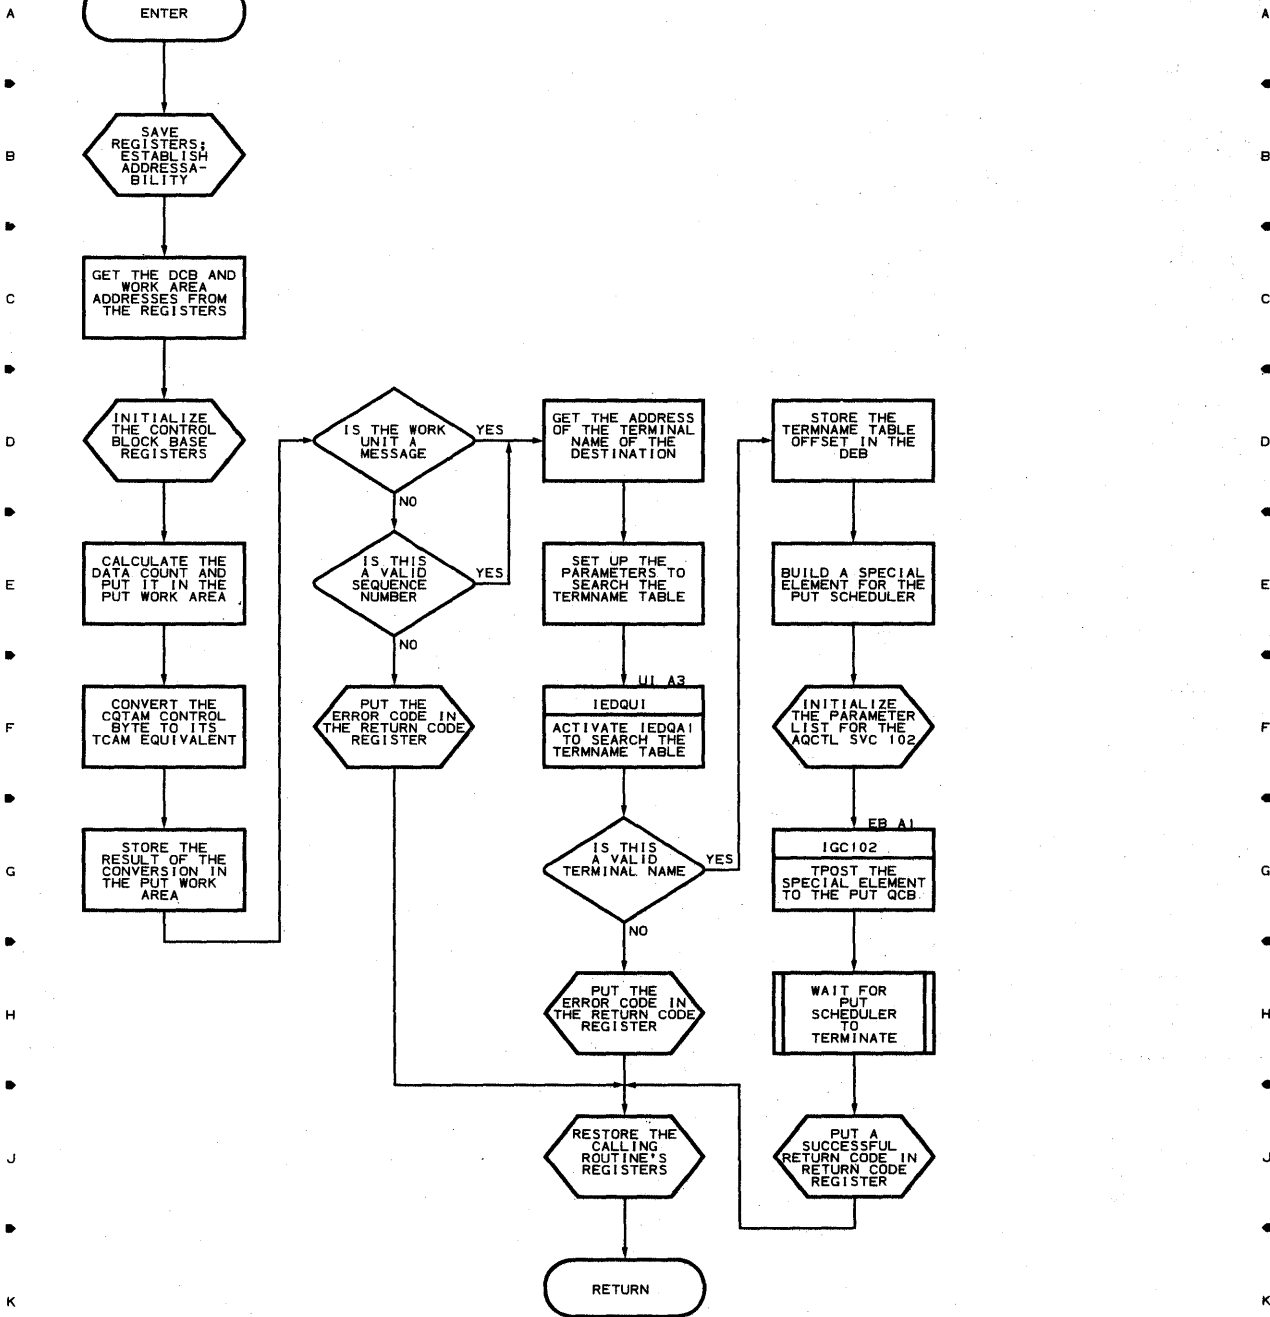 A
ENTER
A
SAVE
REGISTERS;
ESTABLISH
ADDRESSA-
BILITY
B
B
GET THE DCB AND
WORK AREA
ADDRESSES FROM
THE REGISTERS
C
C
INITIALIZE
THE CONTROL
BLOCK BASE
REGISTERS
D
D
IS THE WORK
UNIT A
MESSAGE
YES
NO
GET THE ADDRESS
OF THE TERMINAL
NAME OF THE
DESTINATION
STORE THE
TERMNAME TABLE
OFFSET IN THE
DEB
CALCULATE THE
DATA COUNT AND
PUT IT IN THE
PUT WORK AREA
E
E
IS THIS
A VALID
SEQUENCE
NUMBER
YES
NO
SET UP THE
PARAMETERS TO
SEARCH THE
TERMNAME TABLE
BUILD A SPECIAL
ELEMENT FOR THE
PUT SCHEDULER
CONVERT THE
CQTAM CONTROL
BYTE TO ITS
TCAM EQUIVALENT
F
F
PUT THE
ERROR CODE IN
THE RETURN CODE
REGISTER
UI A3
IEDQUI
ACTIVATE IEDQA1
TO SEARCH THE
TERMNAME TABLE
INITIALIZE
THE PARAMETER
LIST FOR THE
AQCTL SVC 102
STORE THE
RESULT OF THE
CONVERSION IN
THE PUT WORK
AREA
G
G
IS THIS
A VALID
TERMINAL NAME
YES
NO
EB A1
IGC102
TPOST THE
SPECIAL ELEMENT
TO THE PUT QCB
H
H
PUT THE
ERROR CODE IN
THE RETURN CODE
REGISTER
WAIT FOR
PUT
SCHEDULER
TO
TERMINATE
J
J
RESTORE THE
CALLING
ROUTINE'S
REGISTERS
PUT A
SUCCESSFUL
RETURN CODE IN
RETURN CODE
REGISTER
K
RETURN
K